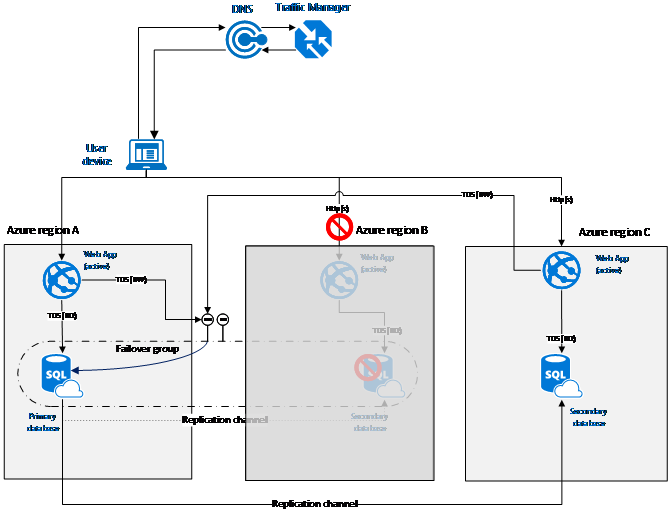 DNS
Traffic Manager
User
device
Http(s)
TDS (RW)
Http(s)
Azure region A
Azure region B
Azure region C
Web App
(active)
Web App
(active)
Web App
(active)
TDS (RW)
TDS (RO)
TDS (RO)
TDS (RO)
Failover group
SQL
SQL
SQL
Primary
database
Replication channel
Secondary
database
Secondary
database
Replication channel